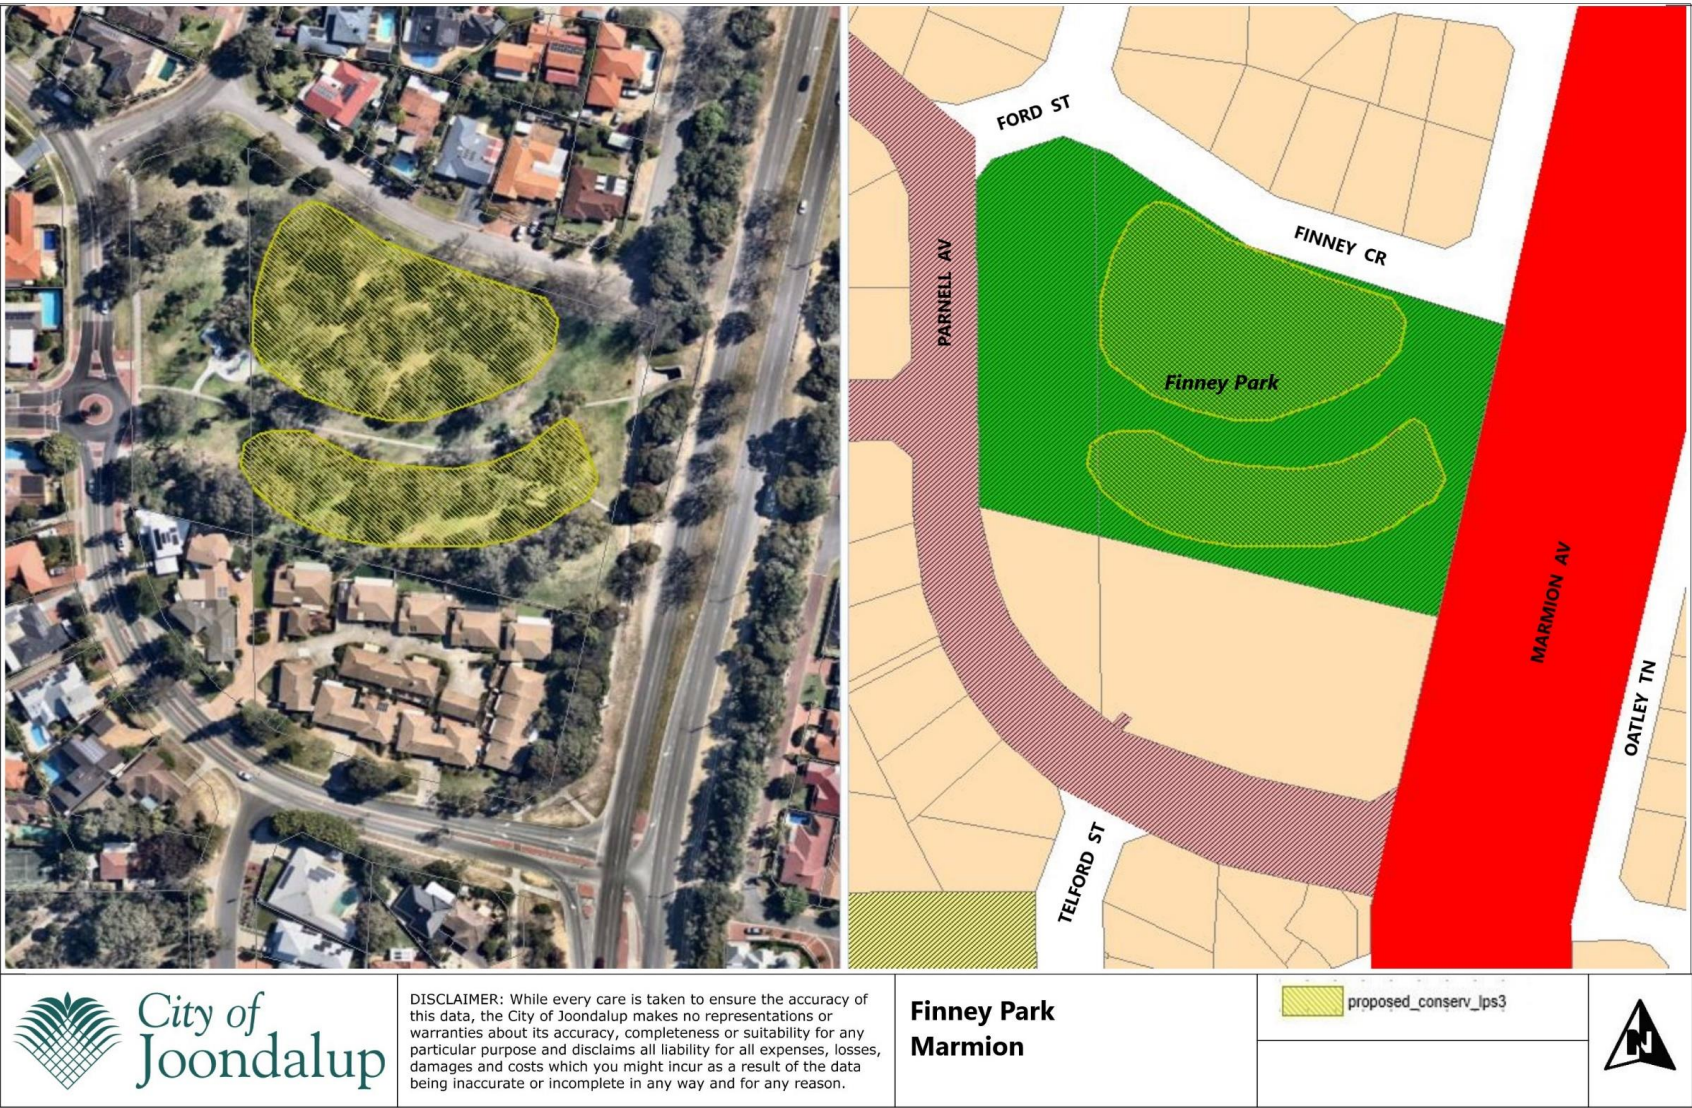 FORD ST
FINNEY CR
PARNELL AV
Finney Park
MARMION AV
OATLEY TN
TELFORD ST
City of
Joondalup
DISCLAIMER: While every care is taken to ensure the accuracy of
this data, the City of Joondalup makes no representations or
warranties about its accuracy, completeness or suitability for any
particular purpose and disclaims all liability for all expenses, losses,
damages and costs which you might incur as a result of the data
being inaccurate or incomplete in any way and for any reason.
Finney Park
Marmion
proposed_conserv_lps3
N